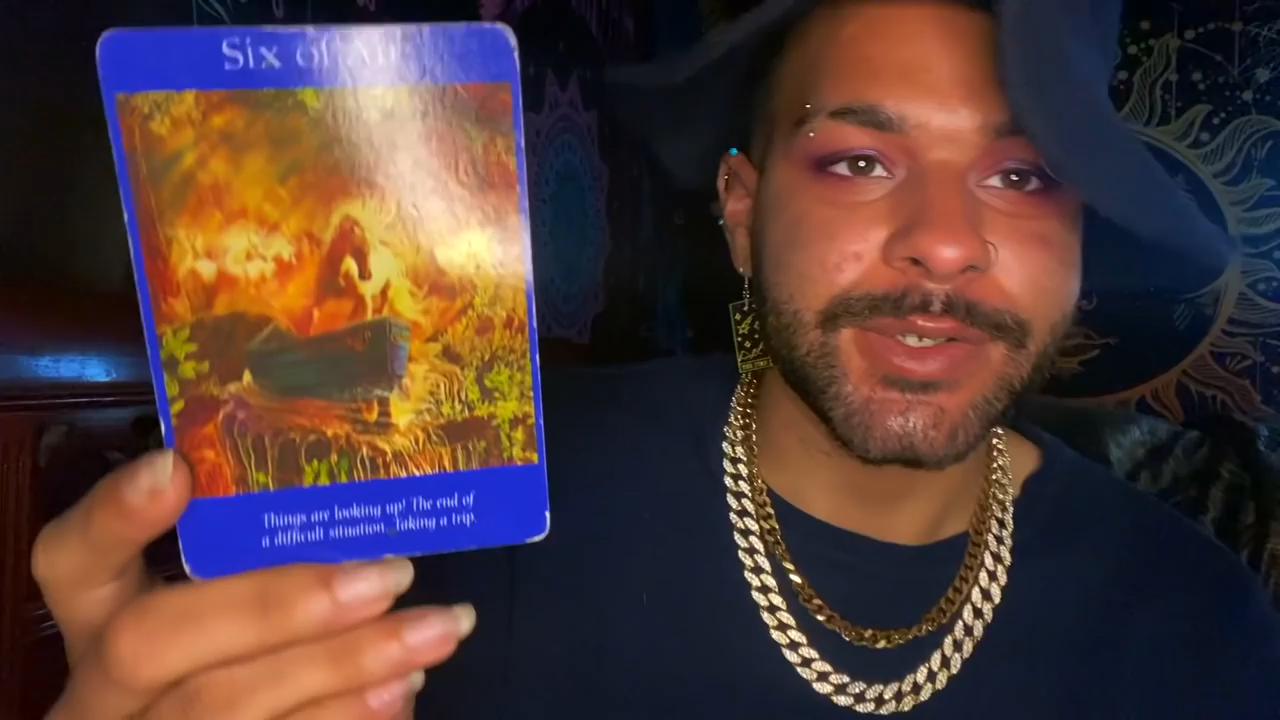 Six of
Things are looking up! The end of
a difficult situation. Taking a trip.